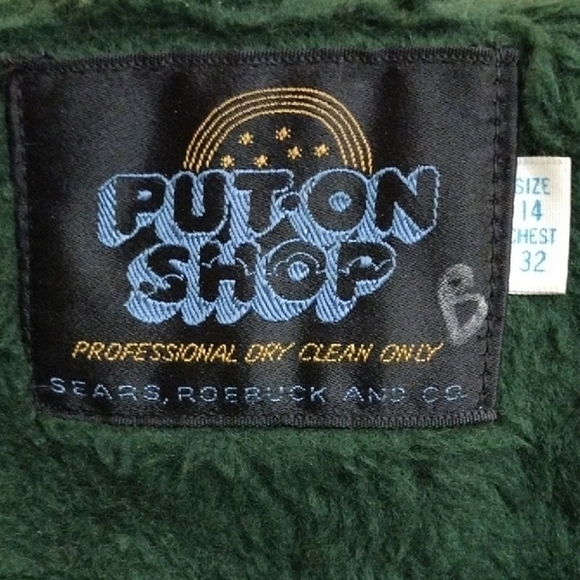 PUT-ON
SHOP
PROFESSIONAL DRY CLEAN ONLY
SEARS, ROEBUCK AND CO.
B
SIZE
14
CHEST
32